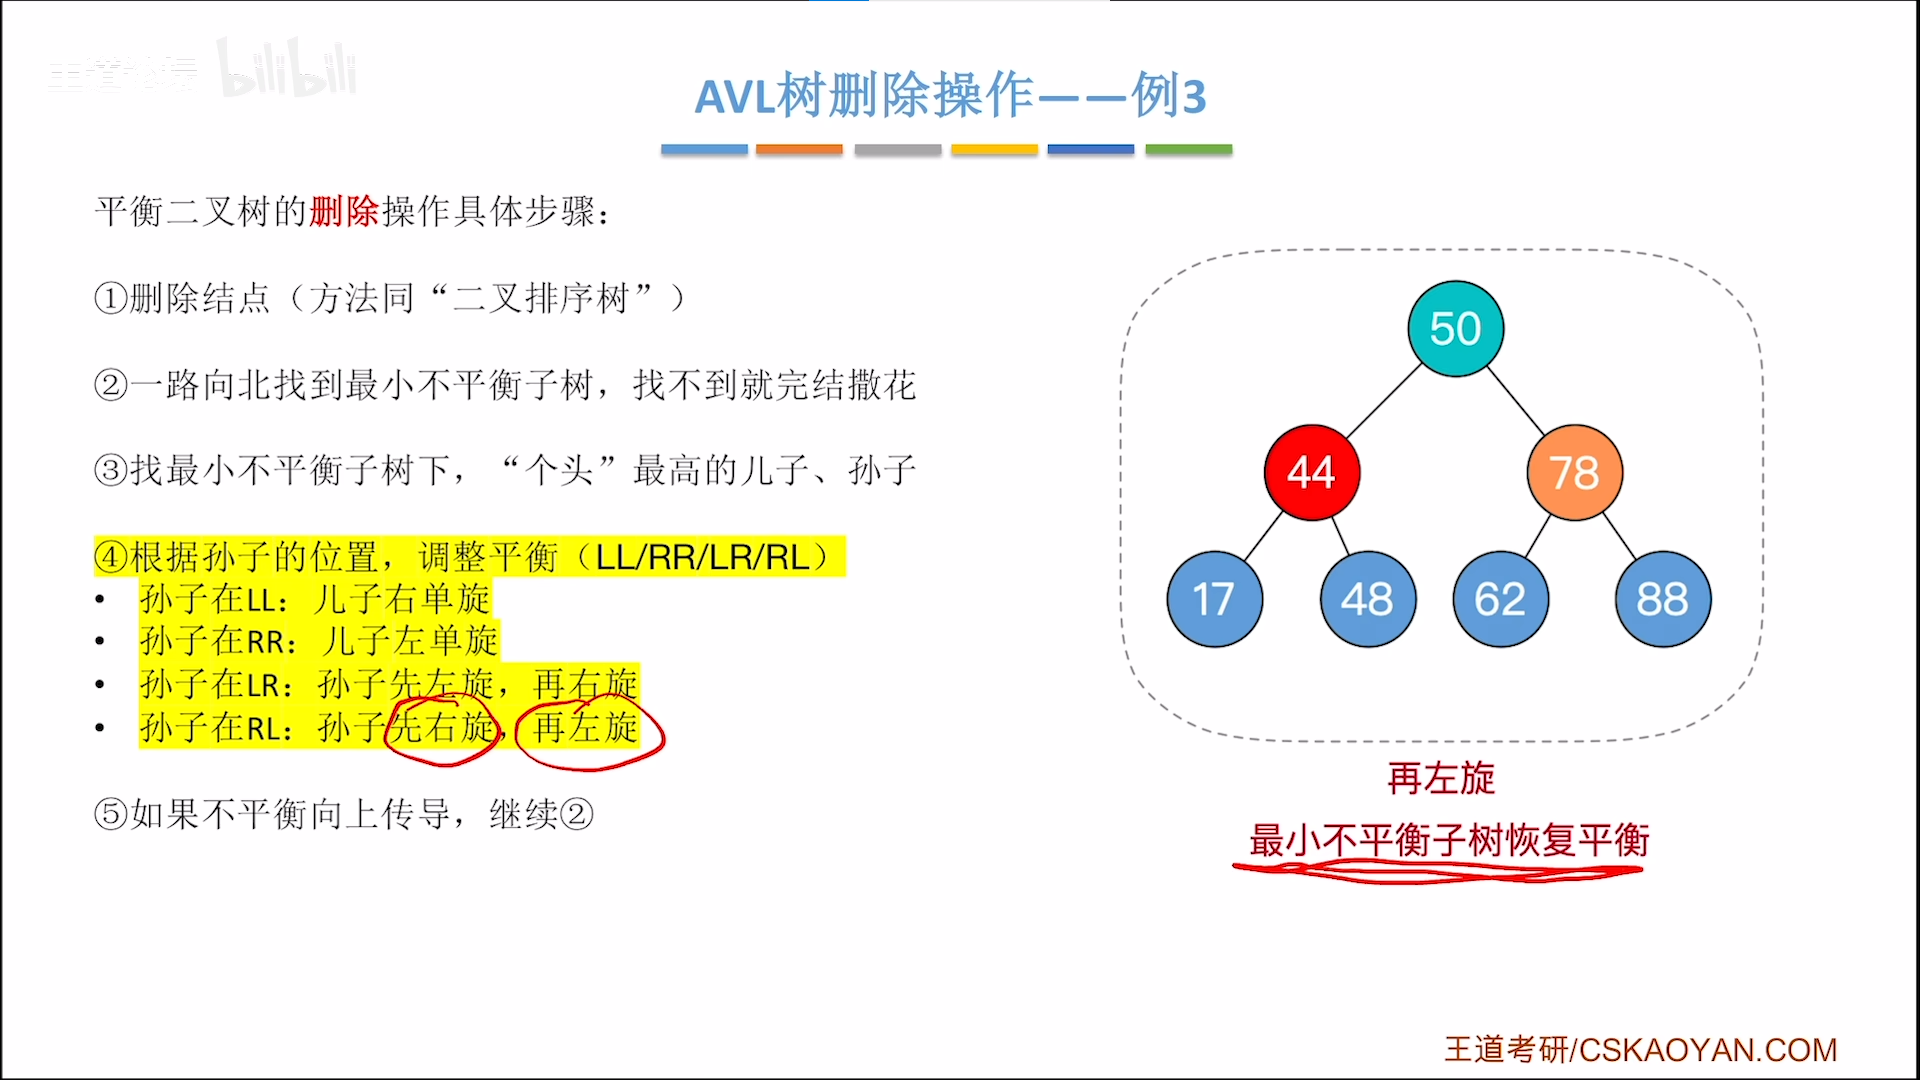 王道论坛 bilibili
AVL树删除操作——例3
平衡二叉树的删除操作具体步骤：
①删除结点（方法同“二叉排序树”）
②一路向北找到最小不平衡子树，找不到就完结撒花
③找最小不平衡子树下，“个头”最高的儿子、孙子
④根据孙子的位置，调整平衡（LL/RR/LR/RL）
• 孙子在LL：儿子右单旋
• 孙子在RR：儿子左单旋
• 孙子在LR：孙子先左旋，再右旋
• 孙子在RL：孙子先右旋，再左旋
⑤如果不平衡向上传导，继续②
50
44 78
17 48 62 88
再左旋
最小不平衡子树恢复平衡
王道考研/CSKAOYAN.COM